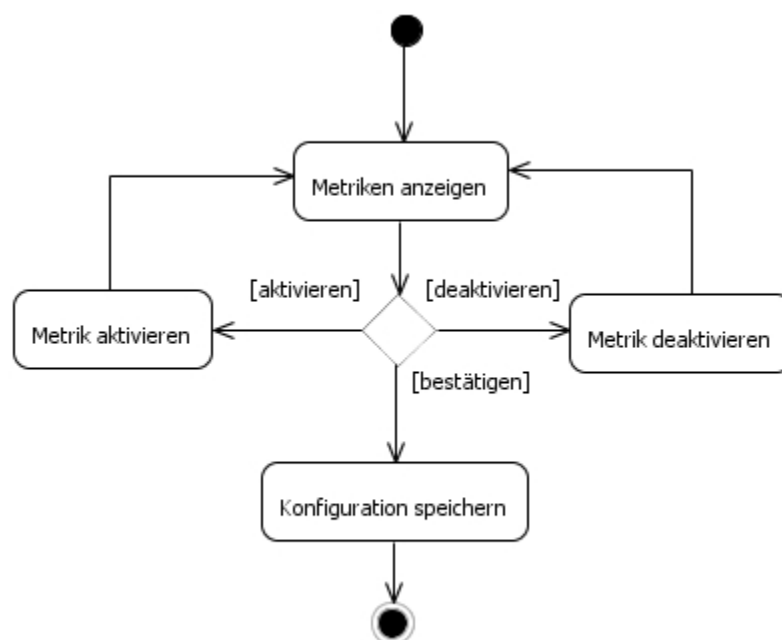 Metriken anzeigen
[aktivieren]
[deaktivieren]
Metrik aktivieren
Metrik deaktivieren
[bestätigen]
Konfiguration speichern